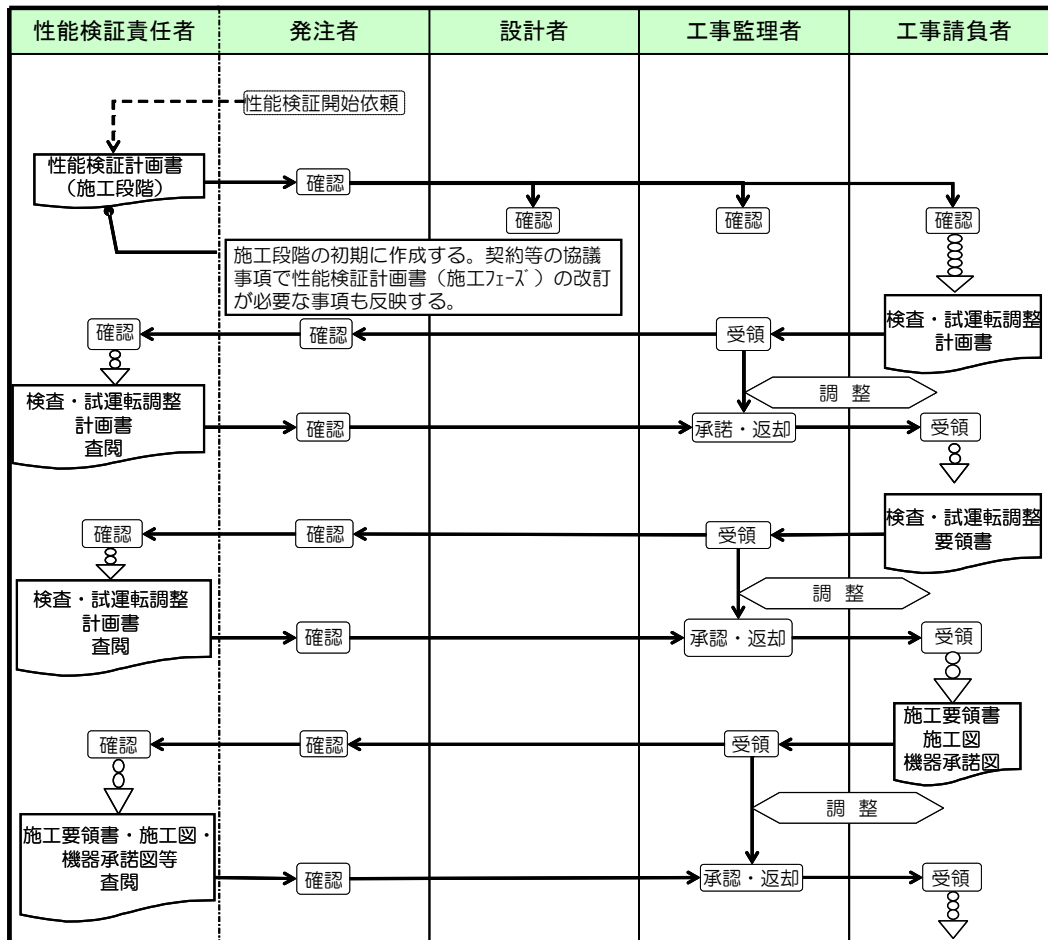 性能検証責任者
発注者
設計者
工事監理者
工事請負者
性能検証開始依頼
性能検証計画書
（施工段階）
確認
確認
確認
確認
施工段階の初期に作成する。契約等の協議
事項で性能検証計画書（施工ﾌｪｰｽﾞ）の改訂
が必要な事項も反映する。
確認
確認
受領
検査・試運転調整
計画書
調 整
検査・試運転調整
計画書
査閲
確認
承諾・返却
受領
確認
確認
受領
検査・試運転調整
要領書
調 整
検査・試運転調整
計画書
査閲
確認
承認・返却
受領
確認
確認
受領
施工要領書
施工図
機器承諾図
調 整
施工要領書・施工図・
機器承諾図等
査閲
確認
承認・返却
受領